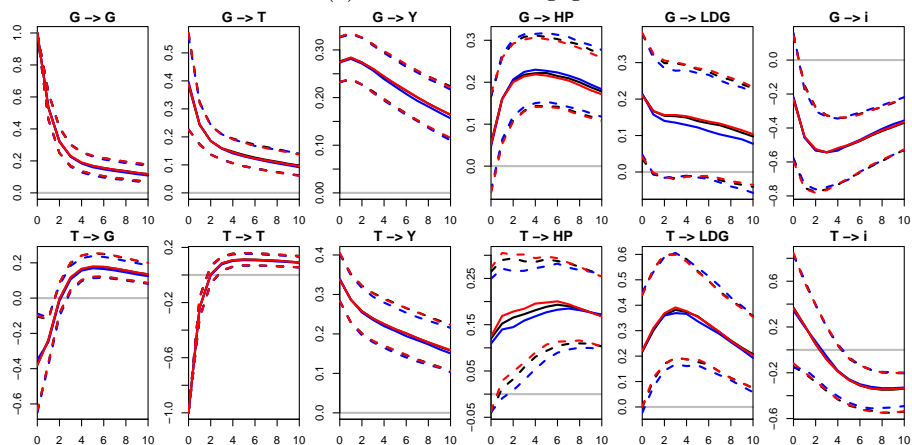 G −> G
G −> T
G −> Y
G −> HP
G −> LDG
G −> i
0.0 0.2 0.4 0.6 0.8 1.0
0 2 4 6 8 10
0.0 0.1 0.2 0.3 0.5
0 2 4 6 8 10
0.00 0.10 0.20 0.30
0 2 4 6 8 10
0.0 0.1 0.2 0.3
0 2 4 6 8 10
0.0 0.1 0.2 0.3
0 2 4 6 8 10
−0.8 −0.6 −0.4 −0.2 0.0
0 2 4 6 8 10
T −> G
T −> T
T −> Y
T −> HP
T −> LDG
T −> i
−0.6 −0.4 −0.2 0.0 0.2
0 2 4 6 8 10
−1.0 −0.6 −0.2 0.2
0 2 4 6 8 10
0.0 0.1 0.2 0.3 0.4
0 2 4 6 8 10
−0.05 0.05 0.15 0.25
0 2 4 6 8 10
0.0 0.1 0.2 0.3 0.4 0.5 0.6
0 2 4 6 8 10
−0.6 −0.2 0.2 0.6
0 2 4 6 8 10